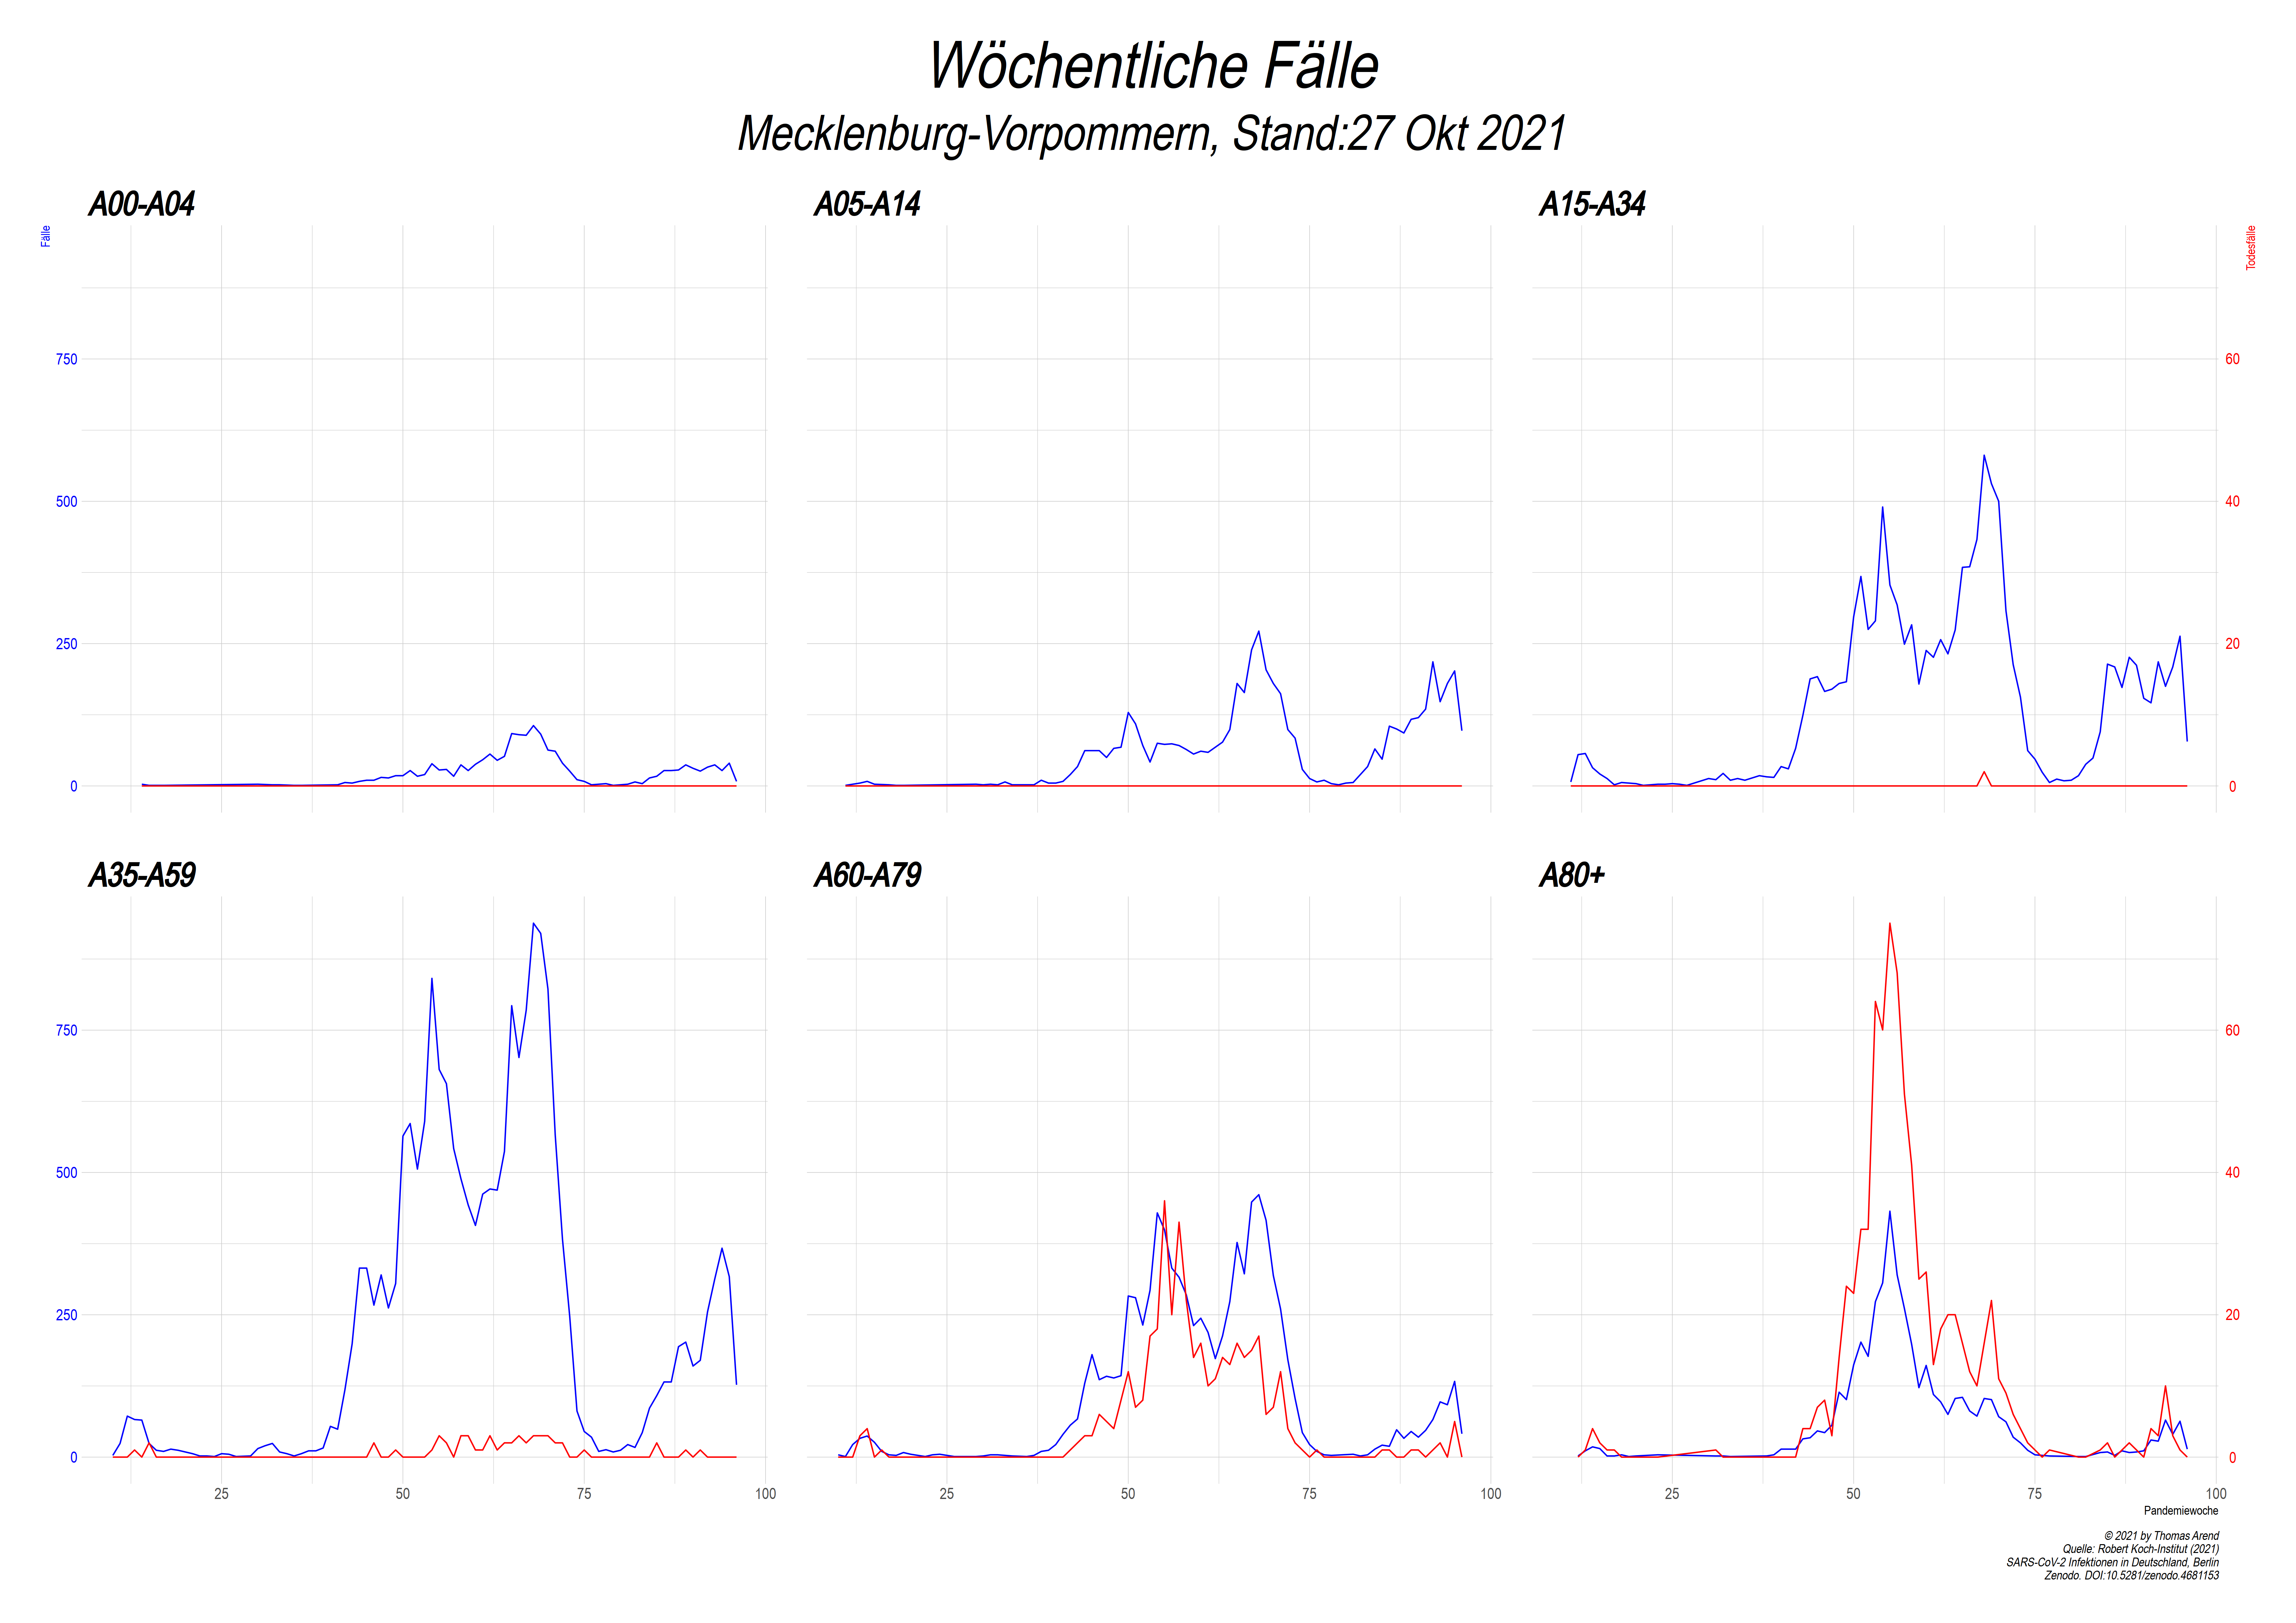 Wöchentliche Fälle
Mecklenburg-Vorpommern, Stand:27 Okt 2021
A00-A04 A05-A14 A15-A34
Fälle
Todesfälle
750 60
500 40
250 20
0 0
A35-A59 A60-A79 A80+
750 60
500 40
250 20
0 0
25 50 75 100 25 50 75 100 25 50 75 100
Pandemiewoche
© 2021 by Thomas Arend
Quelle: Robert Koch-Institut (2021)
SARS-CoV-2 Infektionen in Deutschland, Berlin
Zenodo. DOI:10.5281/zenodo.4681153